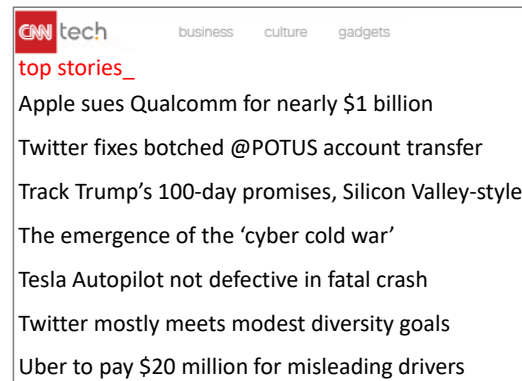 CNN tech business culture gadgets
top stories_
Apple sues Qualcomm for nearly $1 billion
Twitter fixes botched @POTUS account transfer
Track Trump’s 100-day promises, Silicon Valley-style
The emergence of the ‘cyber cold war’
Tesla Autopilot not defective in fatal crash
Twitter mostly meets modest diversity goals
Uber to pay $20 million for misleading drivers